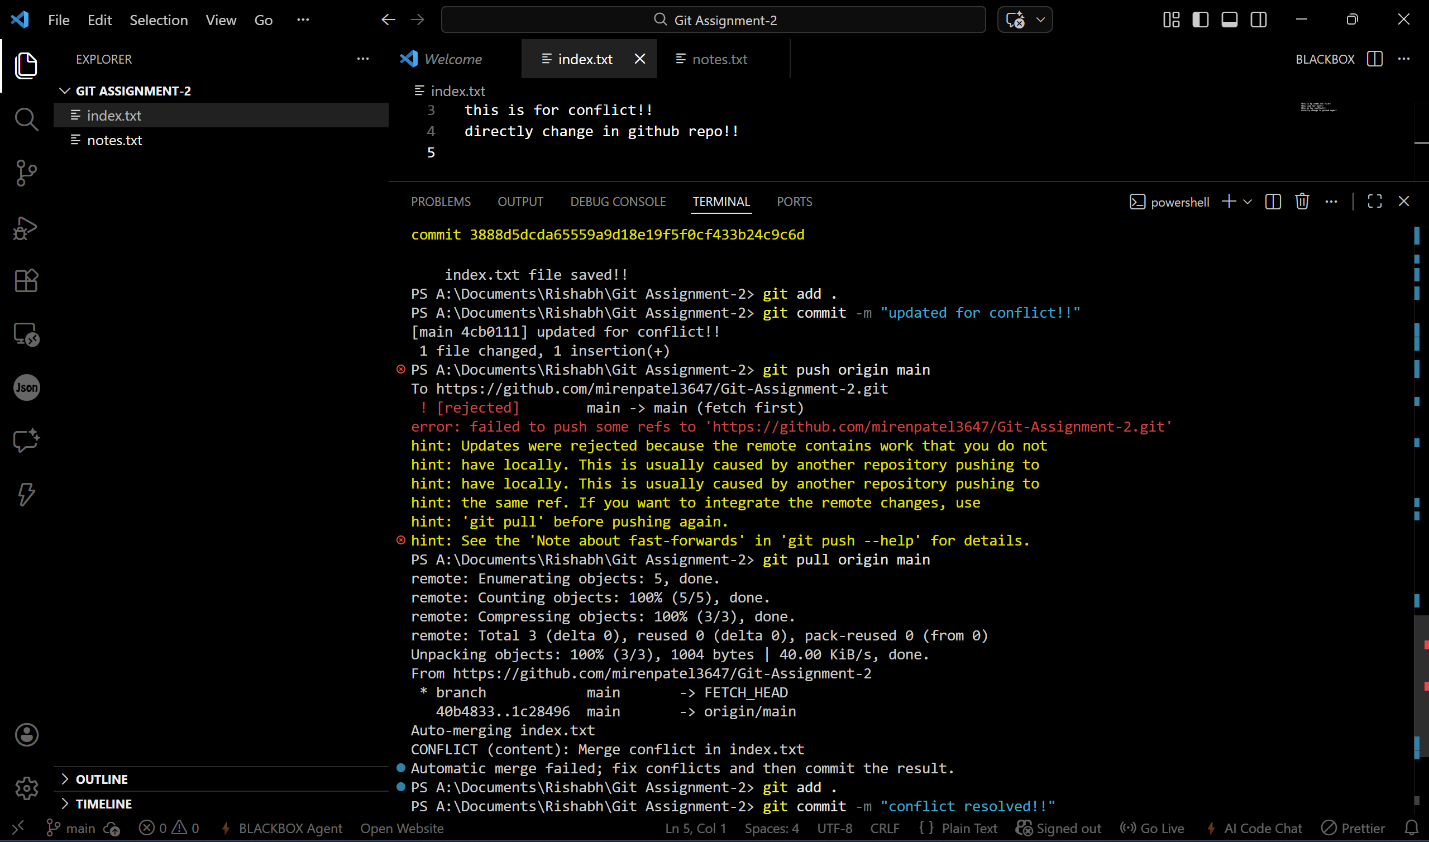 File Edit Selection View Go ··· Git Assignment-2
EXPLORER ···
GIT ASSIGNMENT-2
index.txt
notes.txt
OUTLINE
TIMELINE
Welcome index.txt notes.txt BLACKBOX ···
index.txt
3 this is for conflict!!
4 directly change in github repo!!
5
PROBLEMS OUTPUT DEBUG CONSOLE TERMINAL PORTS powershell ···
commit 3888d5dcda65559a9d18e19f5f0cf433b24c9c6d
index.txt file saved!!
PS A:\Documents\Rishabh\Git Assignment-2> git add .
PS A:\Documents\Rishabh\Git Assignment-2> git commit -m "updated for conflict!!"
[main 4cb0111] updated for conflict!!
1 file changed, 1 insertion(+)
PS A:\Documents\Rishabh\Git Assignment-2> git push origin main
To https://github.com/mirenpatel3647/Git-Assignment-2.git
! [rejected] main -> main (fetch first)
error: failed to push some refs to 'https://github.com/mirenpatel3647/Git-Assignment-2.git'
hint: Updates were rejected because the remote contains work that you do not
hint: have locally. This is usually caused by another repository pushing to
hint: have locally. This is usually caused by another repository pushing to
hint: the same ref. If you want to integrate the remote changes, use
hint: 'git pull' before pushing again.
hint: See the 'Note about fast-forwards' in 'git push --help' for details.
PS A:\Documents\Rishabh\Git Assignment-2> git pull origin main
remote: Enumerating objects: 5, done.
remote: Counting objects: 100% (5/5), done.
remote: Compressing objects: 100% (3/3), done.
remote: Total 3 (delta 0), reused 0 (delta 0), pack-reused 0 (from 0)
Unpacking objects: 100% (3/3), 1004 bytes | 40.00 KiB/s, done.
From https://github.com/mirenpatel3647/Git-Assignment-2
* branch main -> FETCH_HEAD
40b4833..1c28496 main -> origin/main
Auto-merging index.txt
CONFLICT (content): Merge conflict in index.txt
Automatic merge failed; fix conflicts and then commit the result.
PS A:\Documents\Rishabh\Git Assignment-2> git add .
PS A:\Documents\Rishabh\Git Assignment-2> git commit -m "conflict resolved!!"
Json
main 0 0 BLACKBOX Agent Open Website Ln 5, Col 1 Spaces: 4 UTF-8 CRLF {} Plain Text Signed out Go Live AI Code Chat Prettier